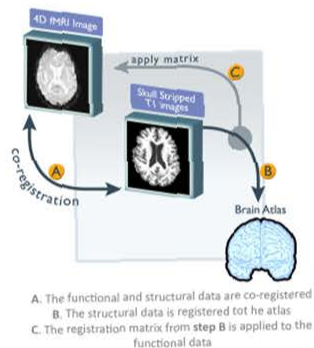 4D fMRI Image
apply matrix
C
Skull Stripped
T1 images
A
co-registration
B
Brain Atlas
A. The functional and structural data are co-registered
B. The structural data is registered tot he atlas
C. The registration matrix from step B is applied to the
functional data